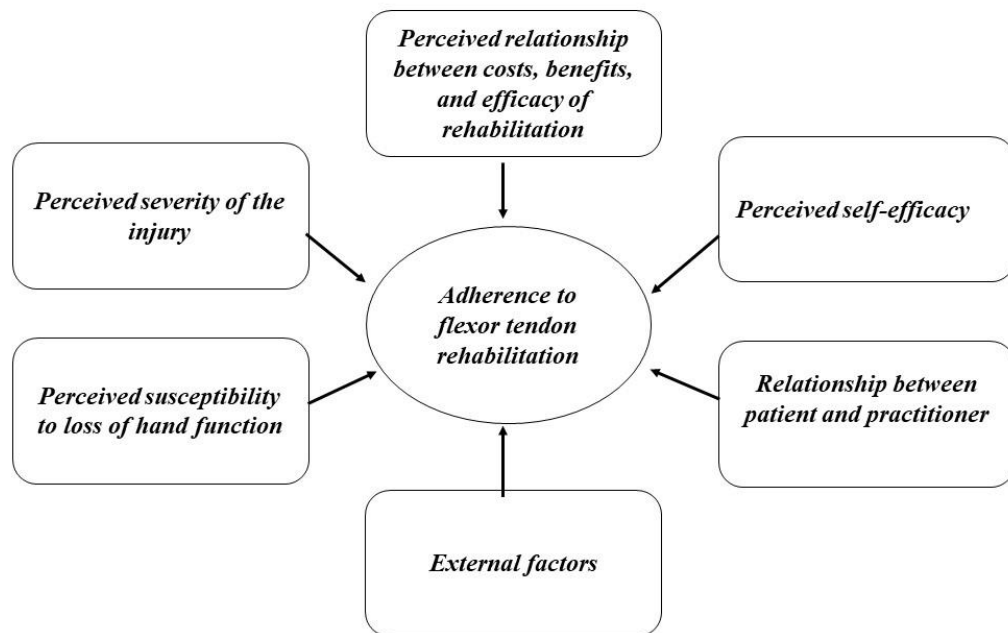 Perceived relationship
between costs, benefits,
and efficacy of
rehabilitation
Perceived severity of the
injury
Perceived self-efficacy
Adherence to
flexor tendon
rehabilitation
Perceived susceptibility
to loss of hand function
Relationship between
patient and practitioner
External factors